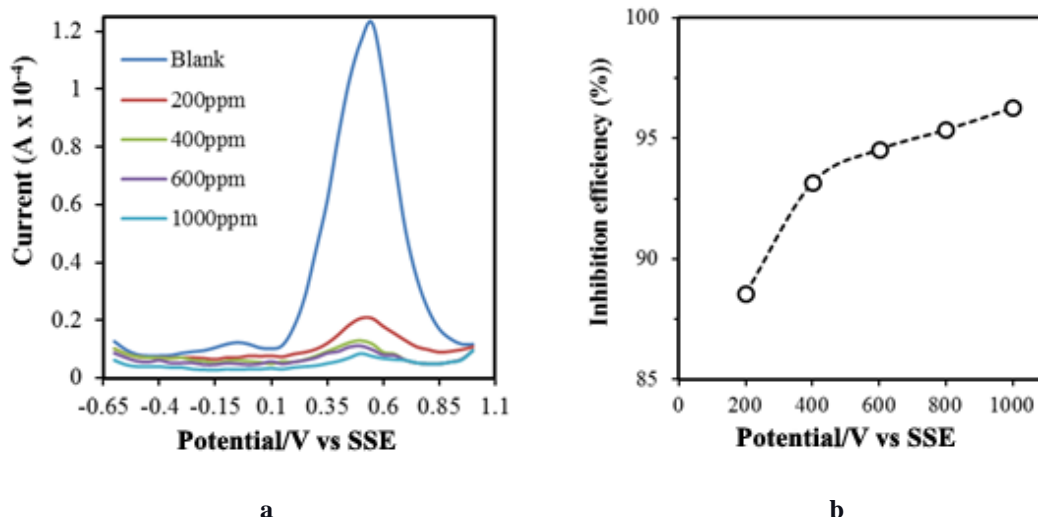 Current (A x 10⁻⁴)
1.2
1
0.8
0.6
0.4
0.2
0
Blank
200ppm
400ppm
600ppm
1000ppm
-0.65 -0.4 -0.15 0.1 0.35 0.6 0.85 1.1
Potential/V vs SSE
a
Inhibition efficiency (%))
100
95
90
85
0 200 400 600 800 1000
Potential/V vs SSE
b